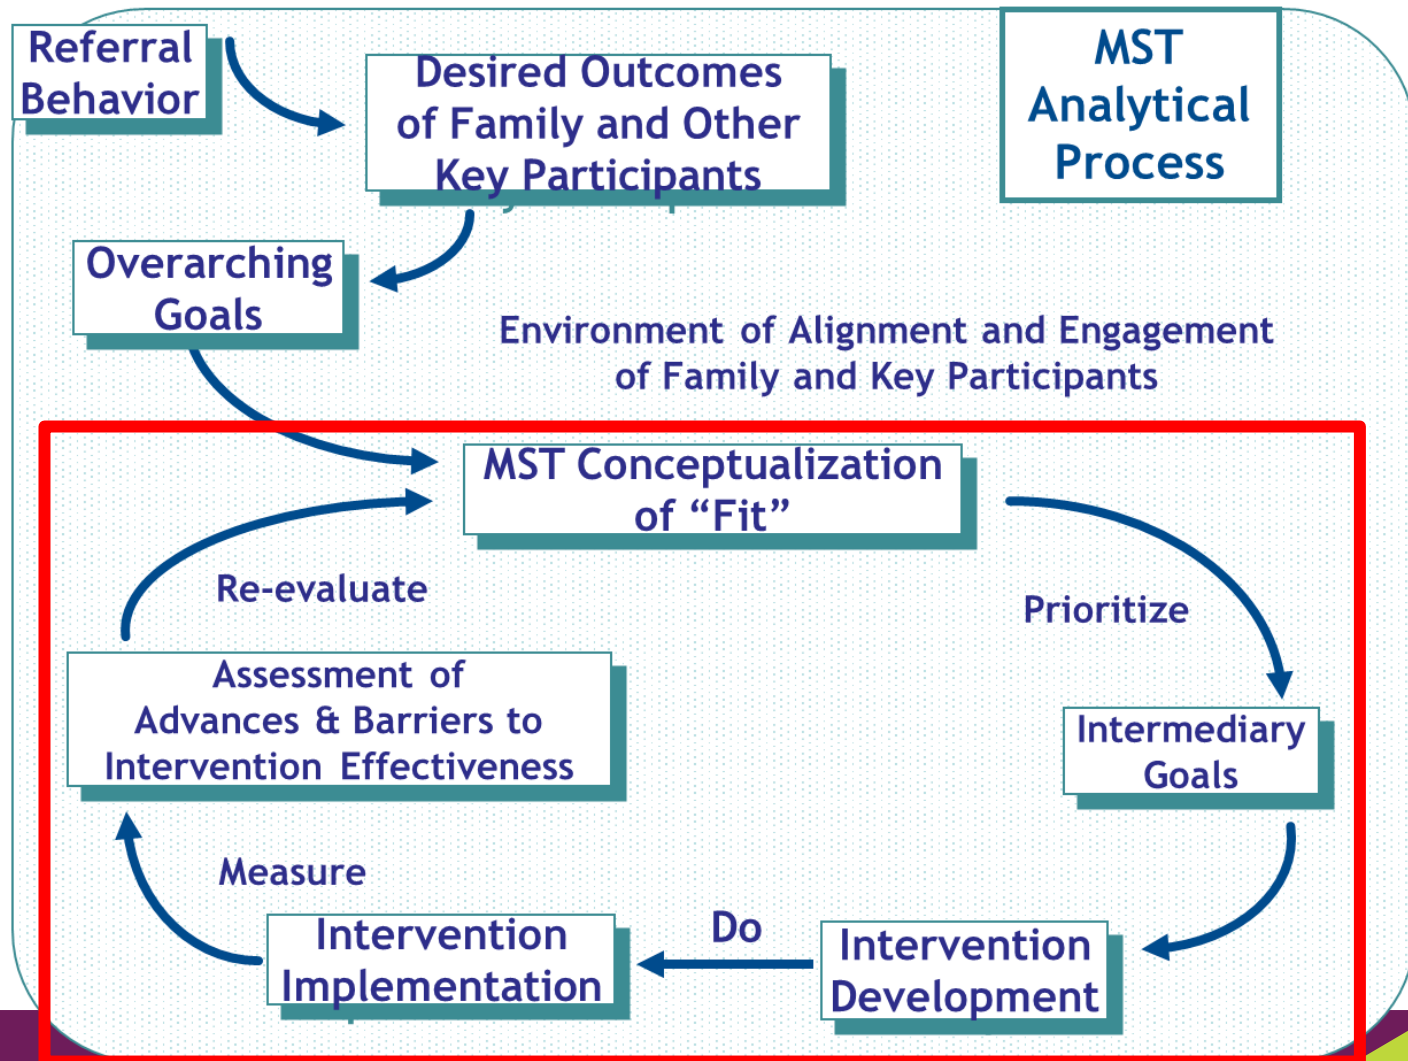 Referral
Behavior
Desired Outcomes
of Family and Other
Key Participants
MST
Analytical
Process
Overarching
Goals
Environment of Alignment and Engagement
of Family and Key Participants
MST Conceptualization
of “Fit”
Re-evaluate
Prioritize
Assessment of
Advances & Barriers to
Intervention Effectiveness
Intermediary
Goals
Measure
Do
Intervention
Implementation
Intervention
Development